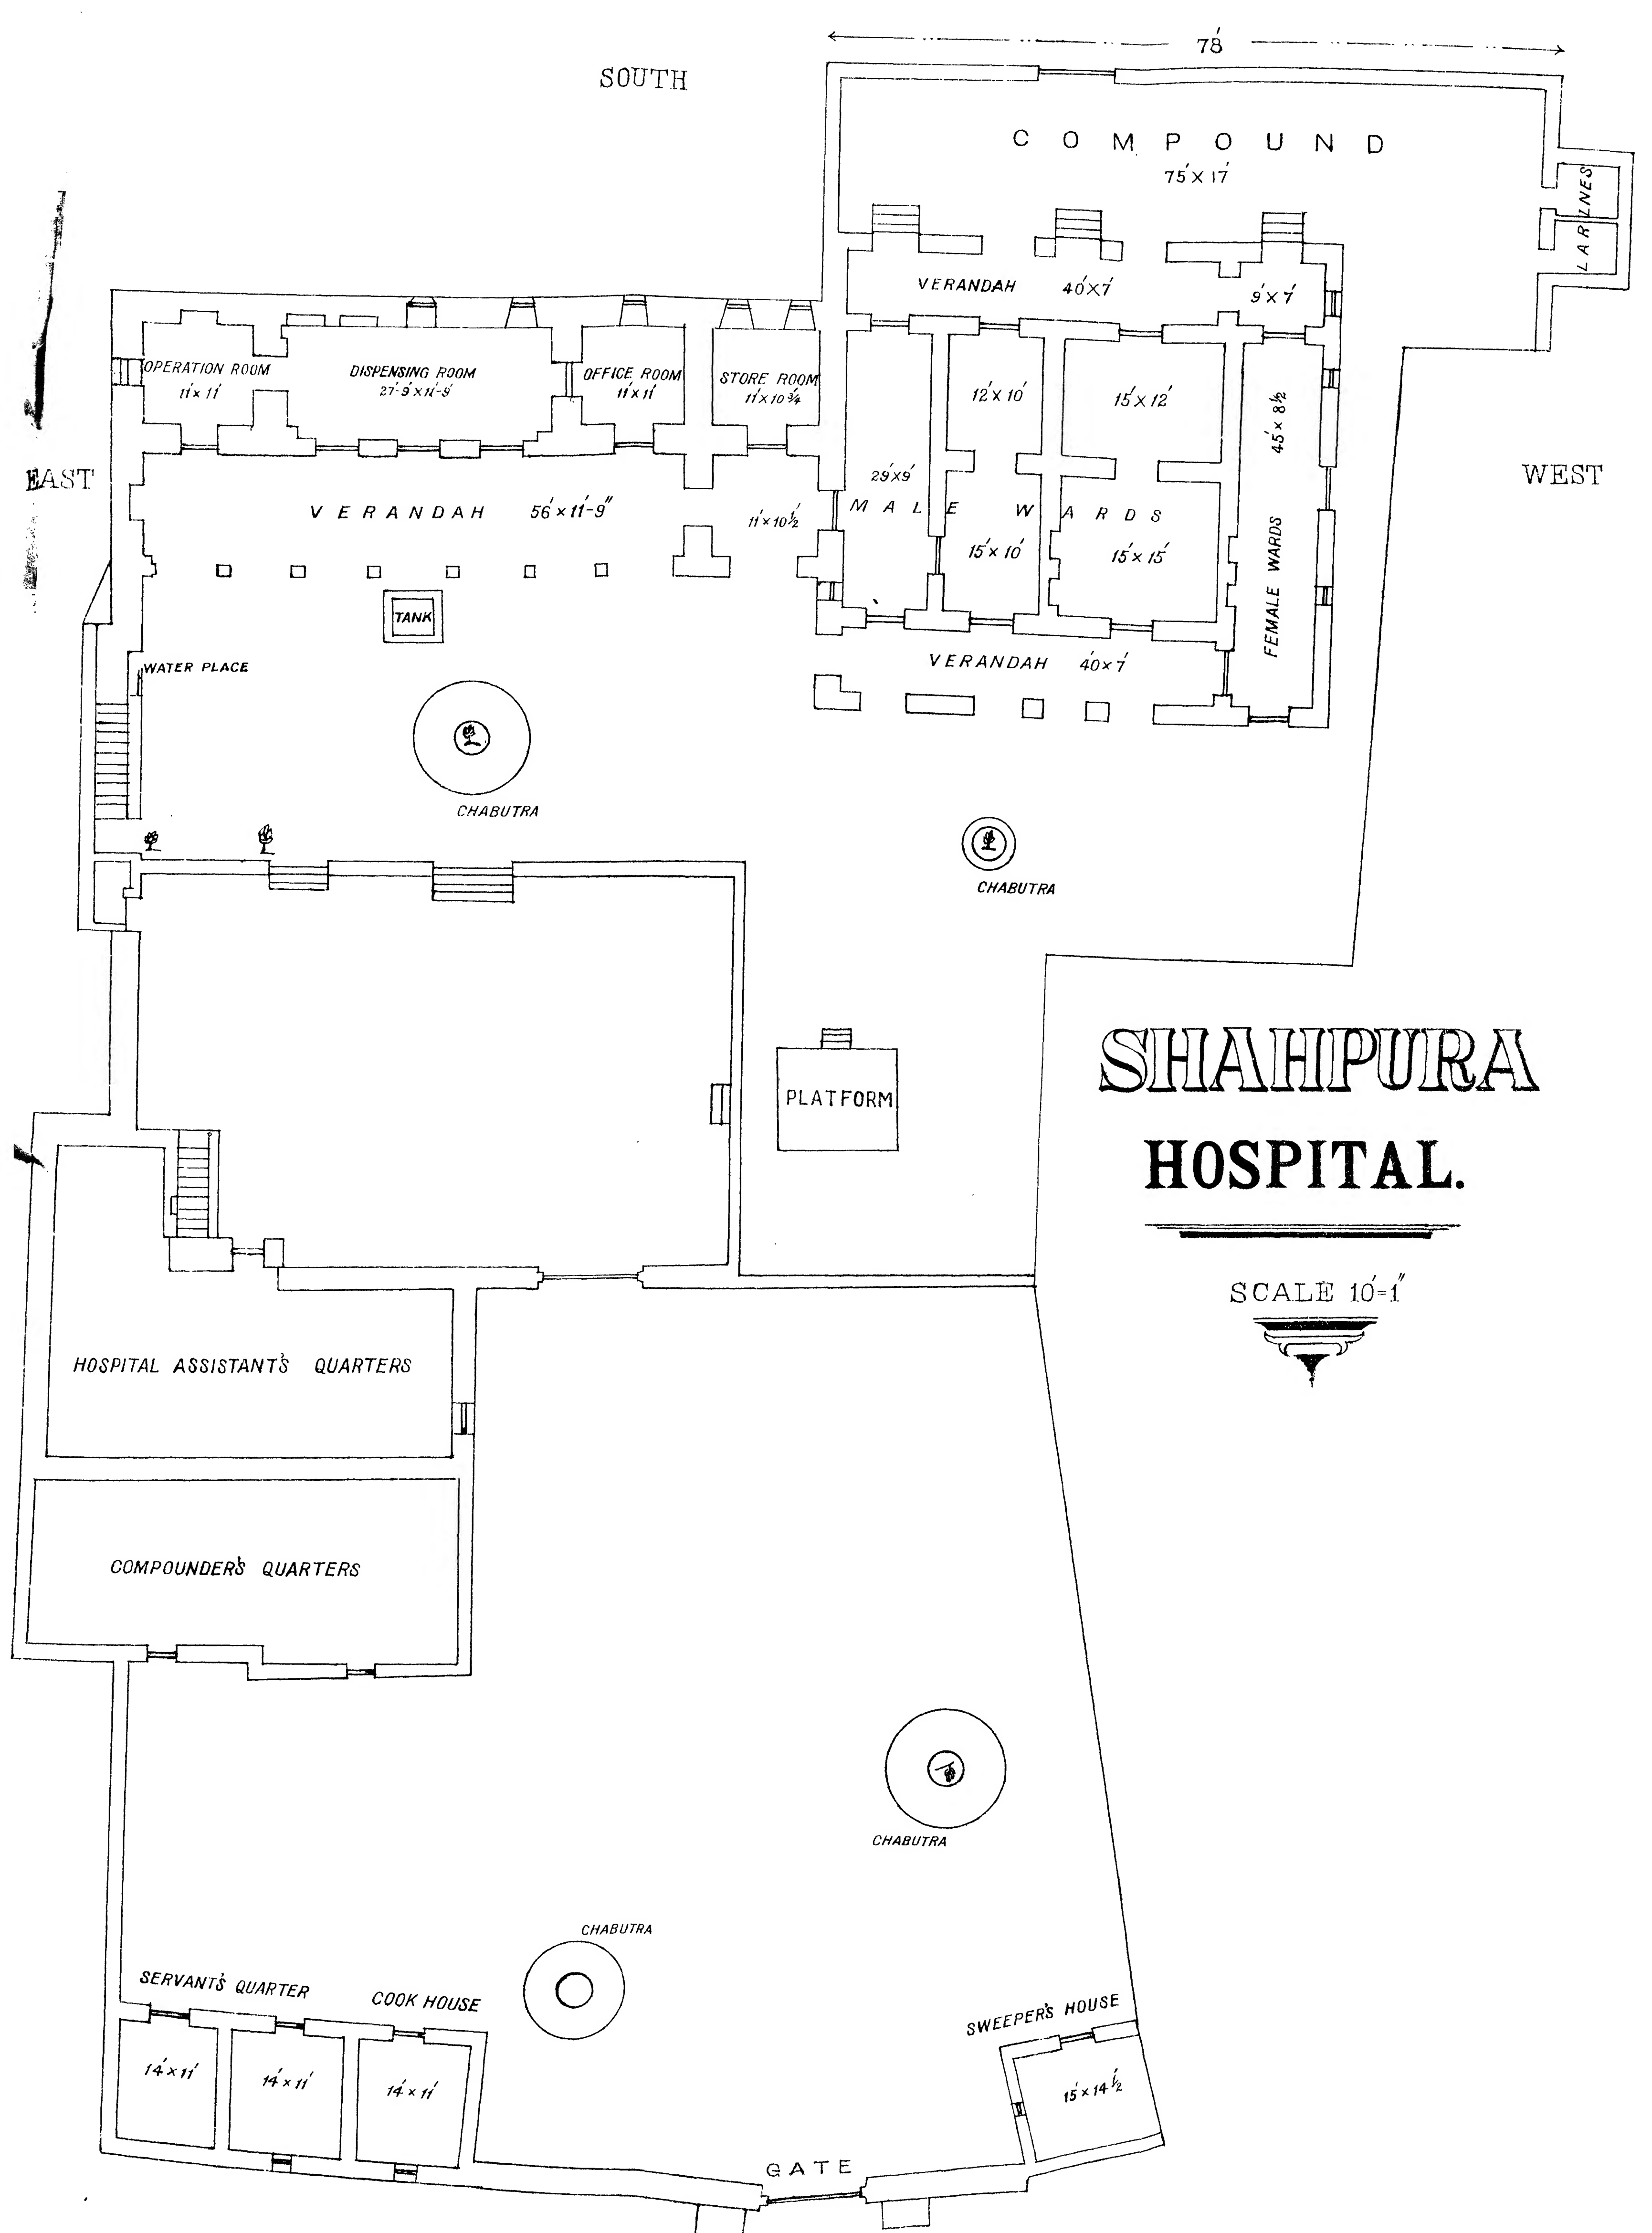 78'
SOUTH
COMPOUND
75' X 17'
LARINES
VERANDAH 40' X 7'
9' X 7'
OPERATION ROOM
11' x 11'
DISPENSING ROOM
27'-9' X 11'-9'
OFFICE ROOM
11' x 11'
STORE ROOM
11' X 10 3/4
12' X 10'
15' X 12'
45' x 8 1/2
EAST
WEST
29' X 9'
VERANDAH 56' x 11'-9"
11' x 10 1/2
MALE WARDS
15' x 10'
15' x 15'
FEMALE WARDS
TANK
WATER PLACE
VERANDAH 40' x 7'
CHABUTRA
CHABUTRA
SHAHPURA
HOSPITAL.
PLATFORM
SCALE 10'=1"
HOSPITAL ASSISTANT'S QUARTERS
COMPOUNDER'S QUARTERS
CHABUTRA
CHABUTRA
SERVANT'S QUARTER
COOK HOUSE
SWEEPER'S HOUSE
14' x 11'
14' x 11'
14' x 11'
15' x 14 1/2
GATE